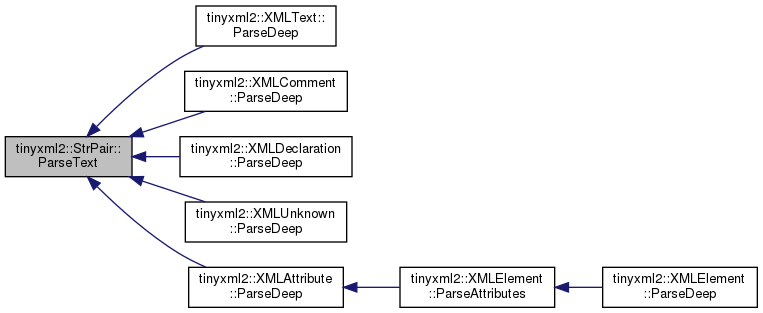 tinyxml2::XMLText::
ParseDeep
tinyxml2::XMLComment
::ParseDeep
tinyxml2::StrPair::
ParseText
tinyxml2::XMLDeclaration
::ParseDeep
tinyxml2::XMLUnknown
::ParseDeep
tinyxml2::XMLAttribute
::ParseDeep
tinyxml2::XMLElement
::ParseAttributes
tinyxml2::XMLElement
::ParseDeep